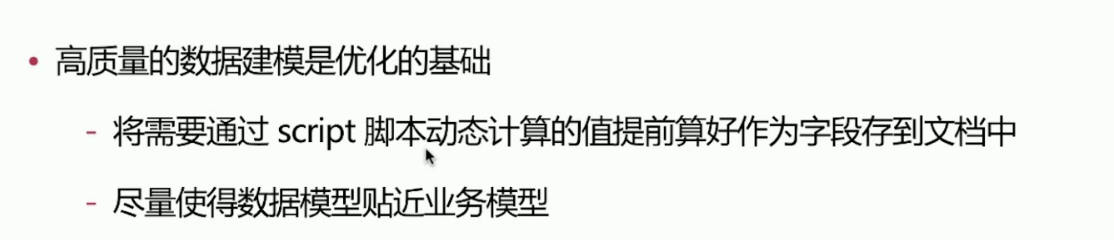 • 高质量的数据建模是优化的基础
- 将需要通过 script 脚本动态计算的值提前算好作为字段存到文档中
- 尽量使得数据模型贴近业务模型